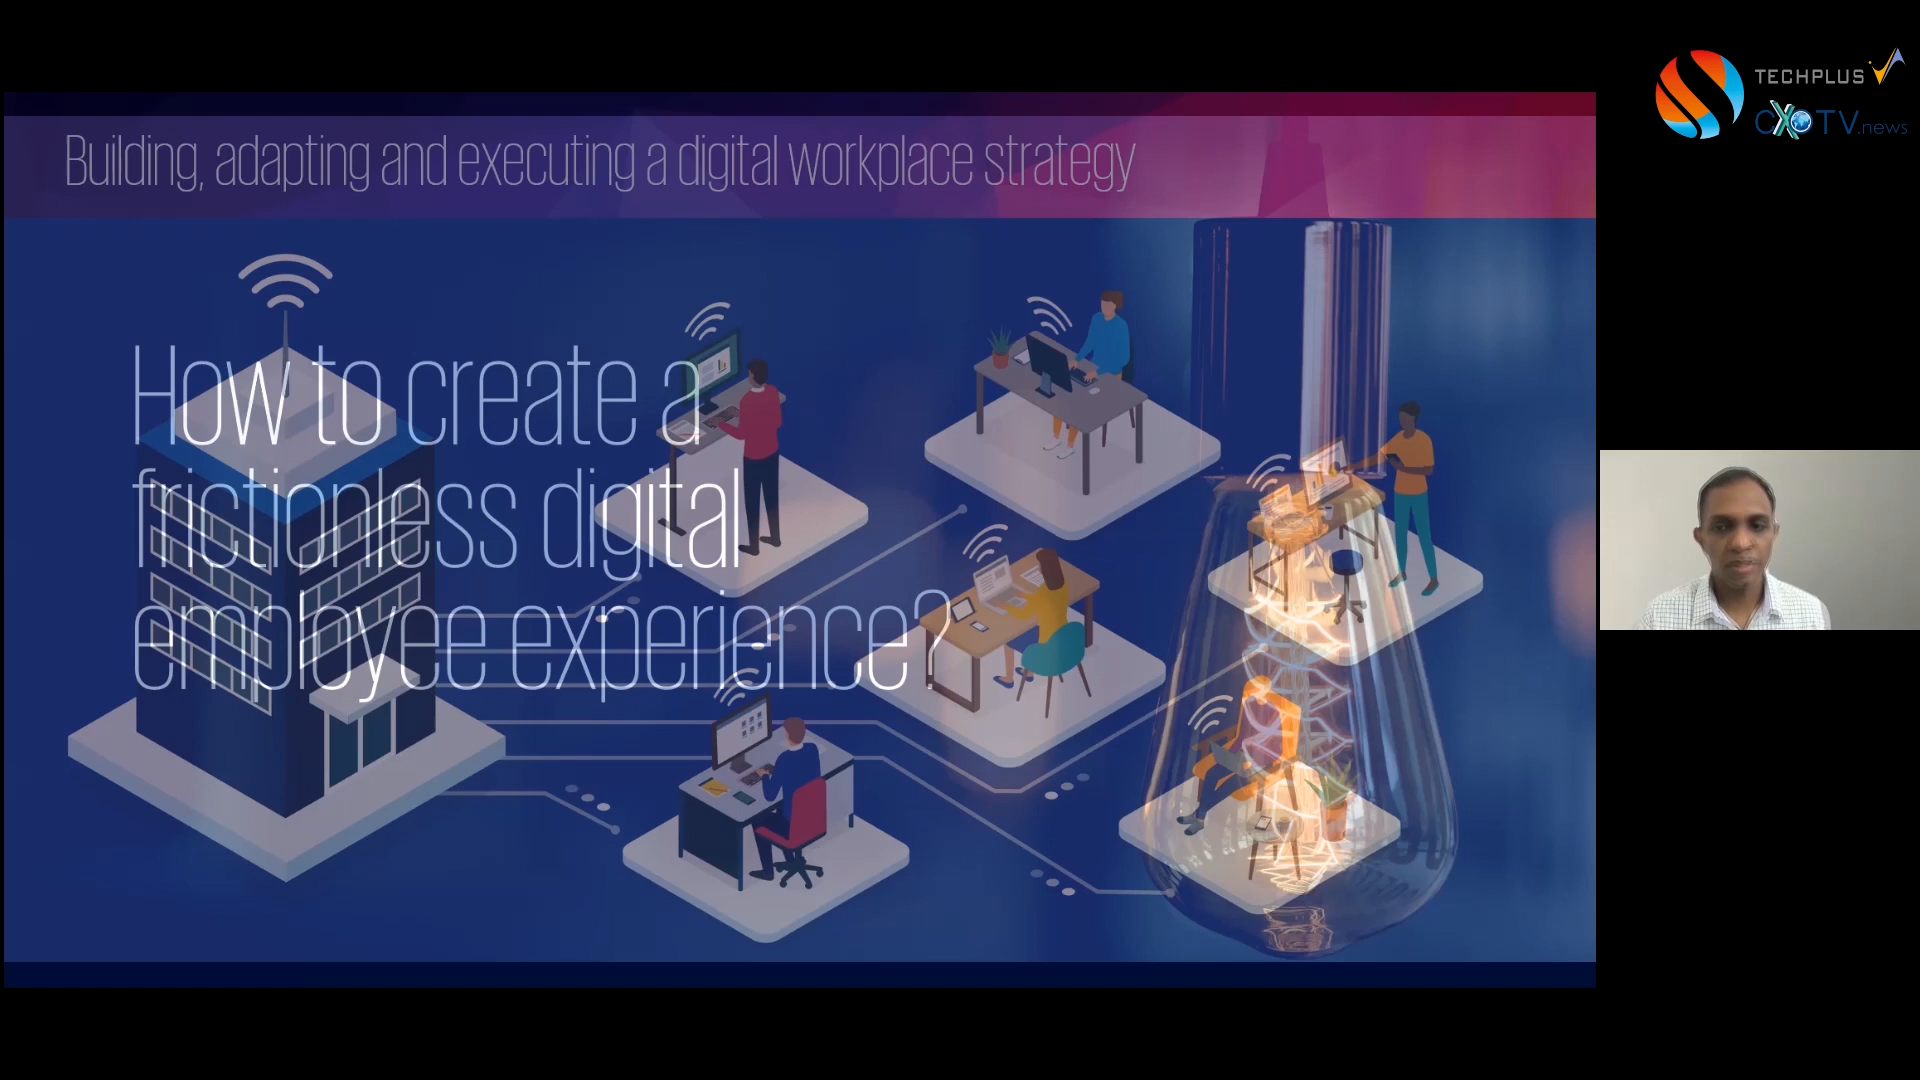 TECHPLUS
CXOTV.news
Building, adapting and executing a digital workplace strategy
How to create a
frictionless digital
employee experience?